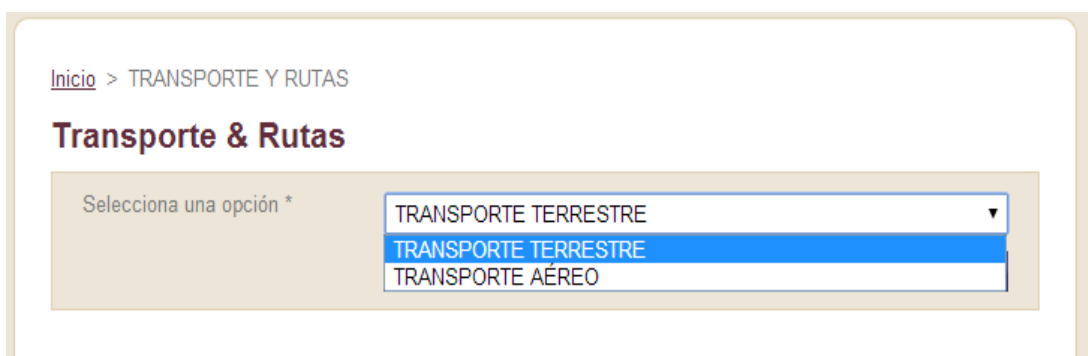 Inicio > TRANSPORTE Y RUTAS
Transporte & Rutas
Selecciona una opción * TRANSPORTE TERRESTRE
TRANSPORTE TERRESTRE
TRANSPORTE AÉREO